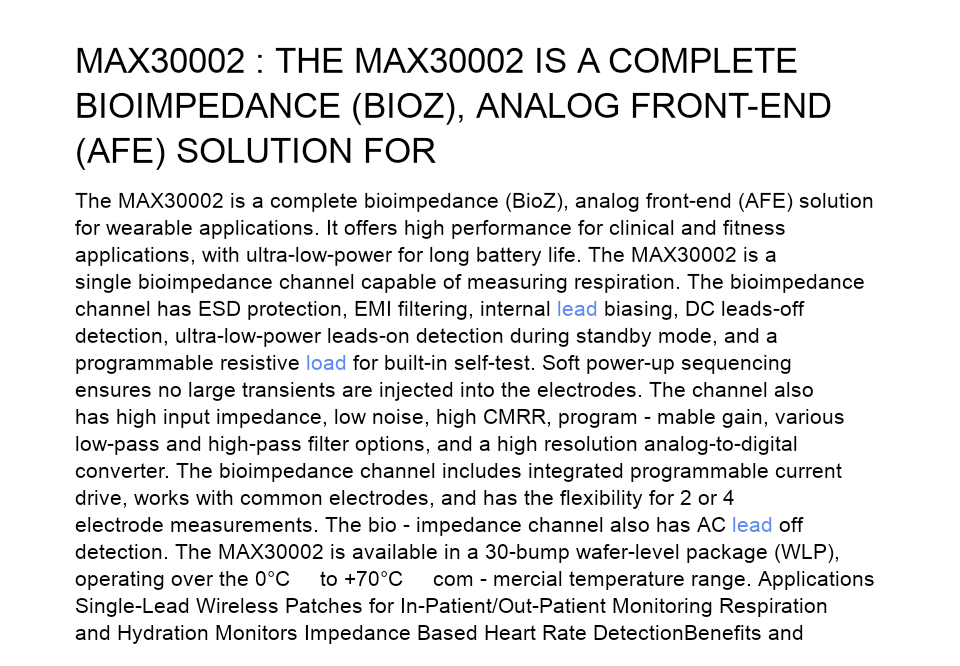 MAX30002 : THE MAX30002 IS A COMPLETE
BIOIMPEDANCE (BIOZ), ANALOG FRONT-END
(AFE) SOLUTION FOR
The MAX30002 is a complete bioimpedance (BioZ), analog front-end (AFE) solution
for wearable applications. It offers high performance for clinical and fitness
applications, with ultra-low-power for long battery life. The MAX30002 is a
single bioimpedance channel capable of measuring respiration. The bioimpedance
channel has ESD protection, EMI filtering, internal lead biasing, DC leads-off
detection, ultra-low-power leads-on detection during standby mode, and a
programmable resistive load for built-in self-test. Soft power-up sequencing
ensures no large transients are injected into the electrodes. The channel also
has high input impedance, low noise, high CMRR, program - mable gain, various
low-pass and high-pass filter options, and a high resolution analog-to-digital
converter. The bioimpedance channel includes integrated programmable current
drive, works with common electrodes, and has the flexibility for 2 or 4
electrode measurements. The bio - impedance channel also has AC lead off
detection. The MAX30002 is available in a 30-bump wafer-level package (WLP),
operating over the 0°C to +70°C com - mercial temperature range. Applications
Single-Lead Wireless Patches for In-Patient/Out-Patient Monitoring Respiration
and Hydration Monitors Impedance Based Heart Rate DetectionBenefits and